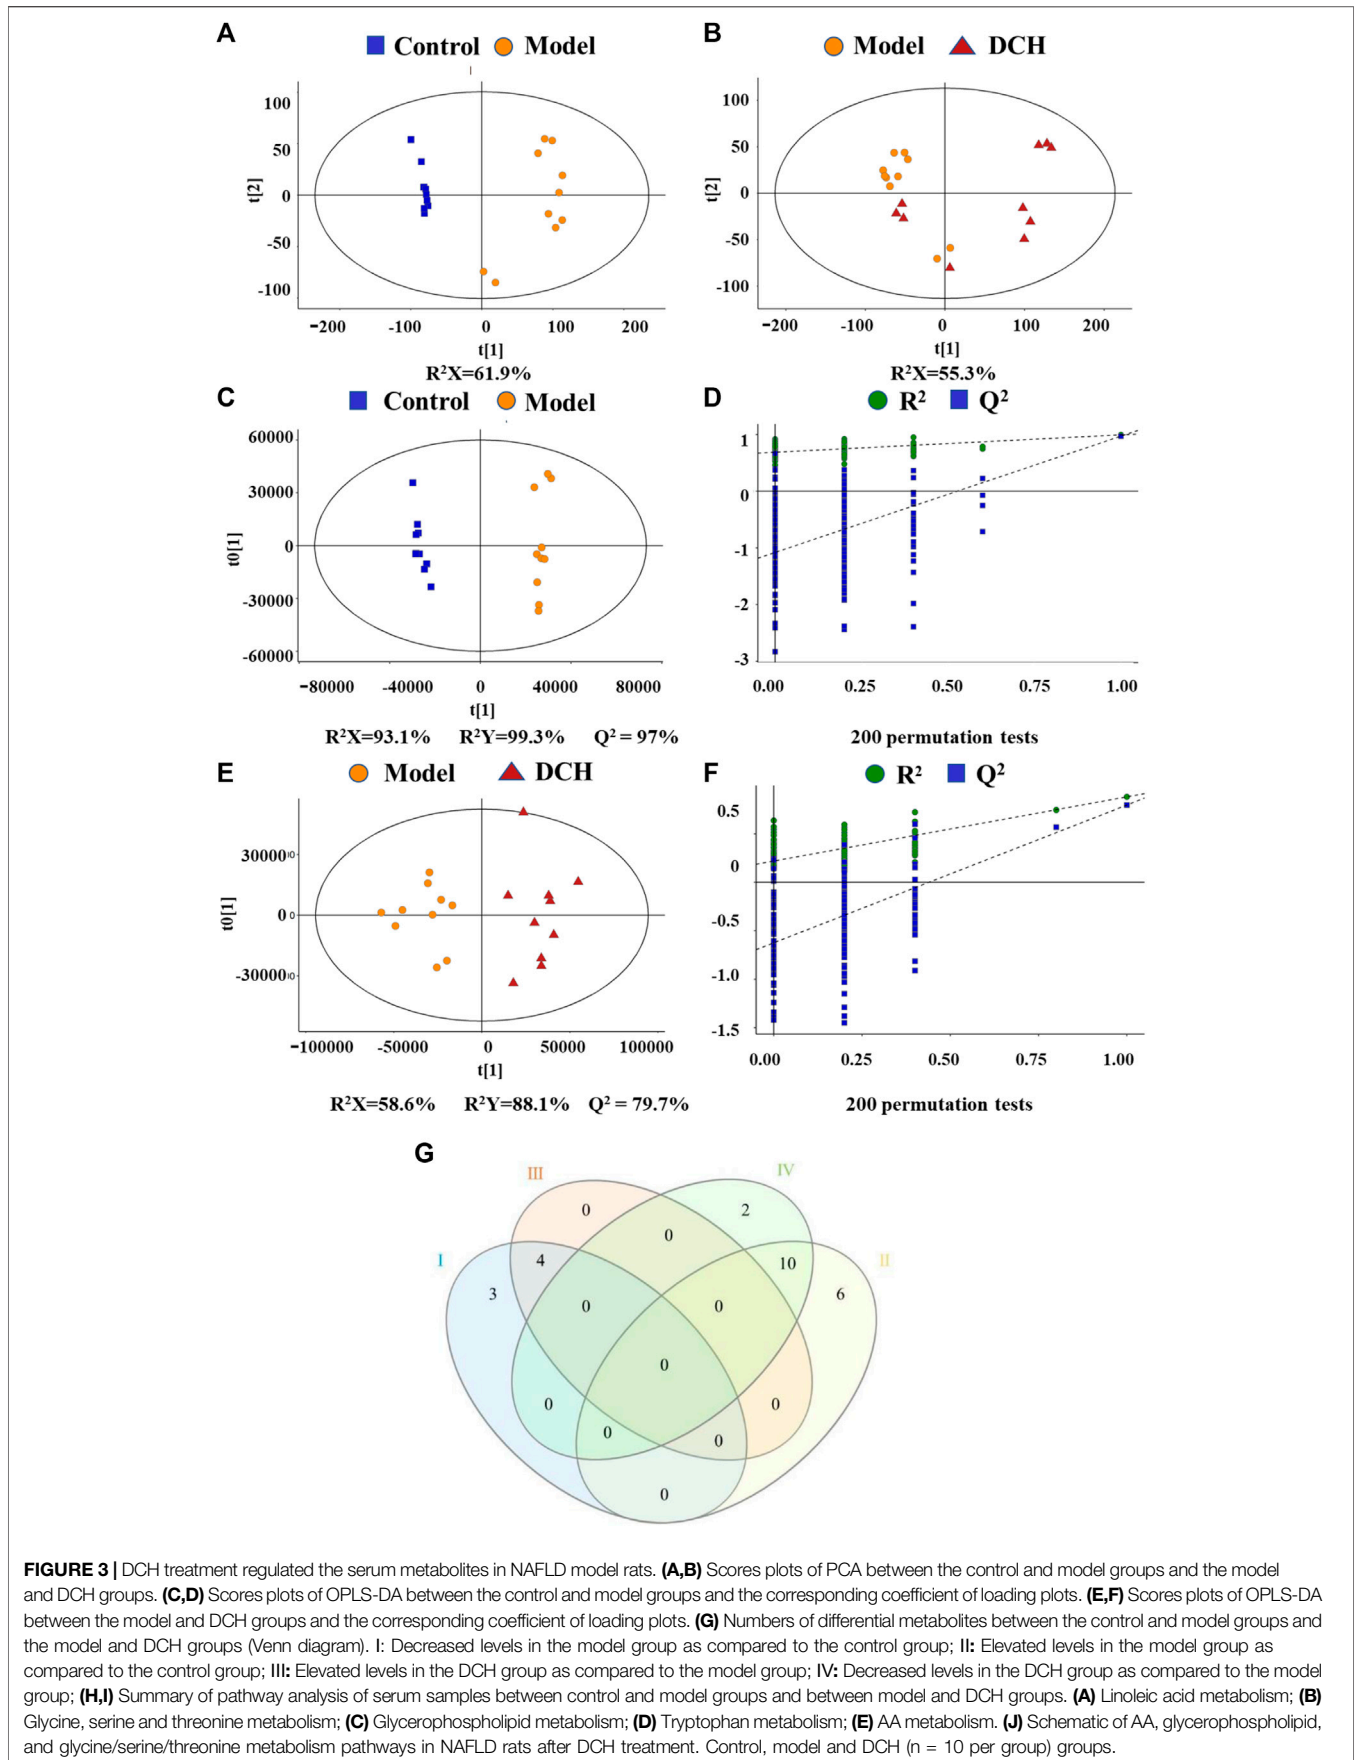 A
Control Model
B
Model DCH
t[2]
100
50
0
-50
-100
−200 -100 0 100 200
t[1]
R²X=61.9%
t[2]
100
50
0
-50
-100
−200 -100 0 100 200
t[1]
R²X=55.3%
C
Control Model
D
R² Q²
t0[1]
60000
30000
0
-30000
-60000
−80000 -40000 0 40000 80000
t[1]
R²X=93.1% R²Y=99.3% Q² = 97%
1
0
-1
-2
-3
0.00 0.25 0.50 0.75 1.00
200 permutation tests
E
Model DCH
F
R² Q²
t0[1]
30000
0
-30000
−100000 -50000 0 50000 100000
t[1]
R²X=58.6% R²Y=88.1% Q² = 79.7%
0.5
0
-0.5
-1.0
-1.5
0.00 0.25 0.50 0.75 1.00
200 permutation tests
G
III IV
I II
0 2
0
4 10
3 6
0 0
0
0 0
0 0
0
FIGURE 3 | DCH treatment regulated the serum metabolites in NAFLD model rats. (A,B) Scores plots of PCA between the control and model groups and the model
and DCH groups. (C,D) Scores plots of OPLS-DA between the control and model groups and the corresponding coefficient of loading plots. (E,F) Scores plots of OPLS-DA
between the model and DCH groups and the corresponding coefficient of loading plots. (G) Numbers of differential metabolites between the control and model groups and
the model and DCH groups (Venn diagram). I: Decreased levels in the model group as compared to the control group; II: Elevated levels in the model group as
compared to the control group; III: Elevated levels in the DCH group as compared to the model group; IV: Decreased levels in the DCH group as compared to the model
group; (H,I) Summary of pathway analysis of serum samples between control and model groups and between model and DCH groups. (A) Linoleic acid metabolism; (B)
Glycine, serine and threonine metabolism; (C) Glycerophospholipid metabolism; (D) Tryptophan metabolism; (E) AA metabolism. (J) Schematic of AA, glycerophospholipid,
and glycine/serine/threonine metabolism pathways in NAFLD rats after DCH treatment. Control, model and DCH (n = 10 per group) groups.